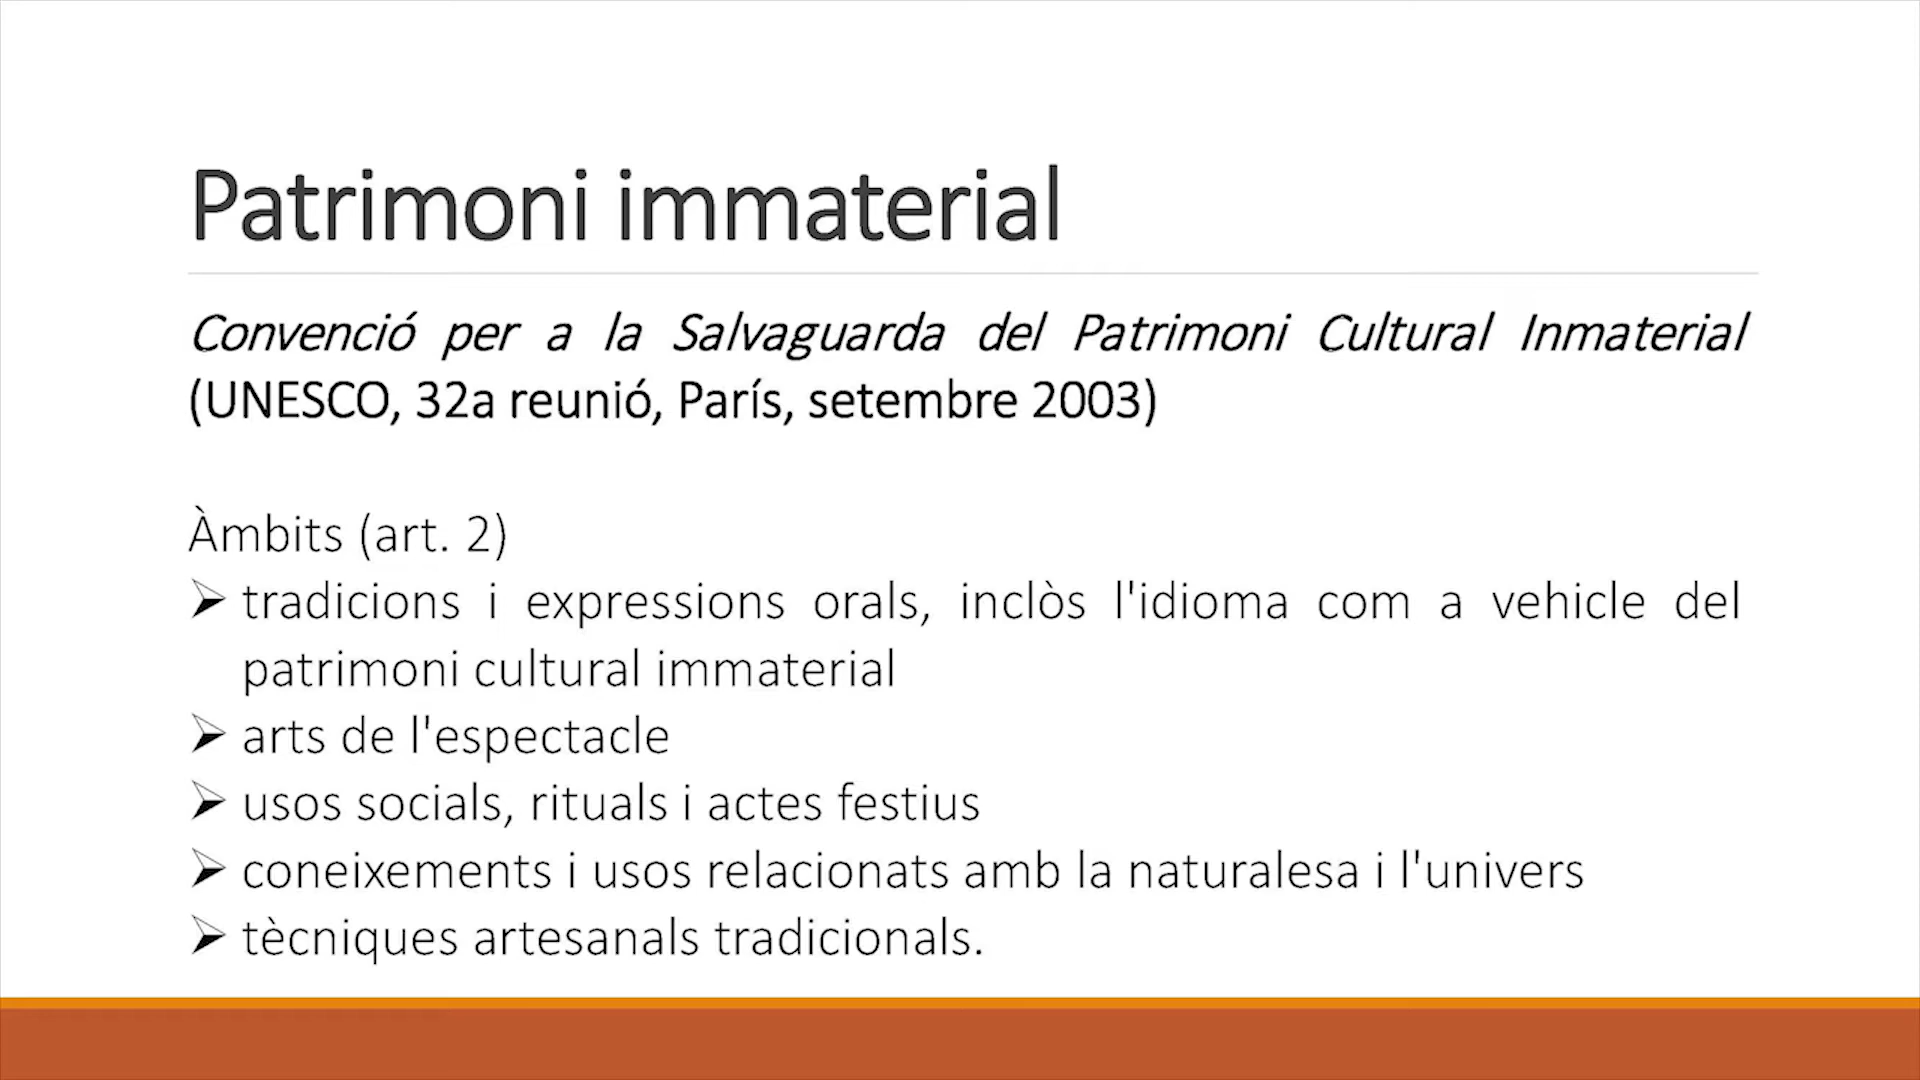 Patrimoni immaterial
Convenció per a la Salvaguarda del Patrimoni Cultural Inmaterial
(UNESCO, 32a reunió, París, setembre 2003)
Àmbits (art. 2)
➢ tradicions i expressions orals, inclòs l'idioma com a vehicle del
patrimoni cultural immaterial
➢ arts de l'espectacle
➢ usos socials, rituals i actes festius
➢ coneixements i usos relacionats amb la naturalesa i l'univers
➢ tècniques artesanals tradicionals.